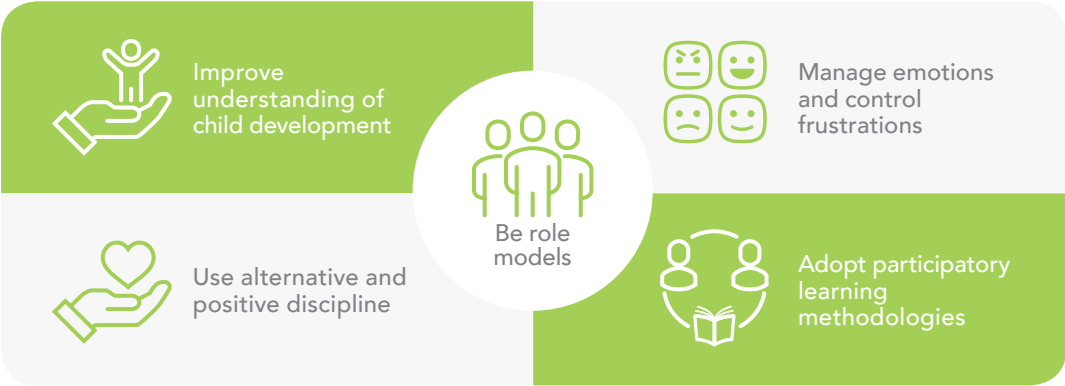 Improve
understanding of
child development
Manage emotions
and control
frustrations
Be role
models
Use alternative and
positive discipline
Adopt participatory
learning
methodologies